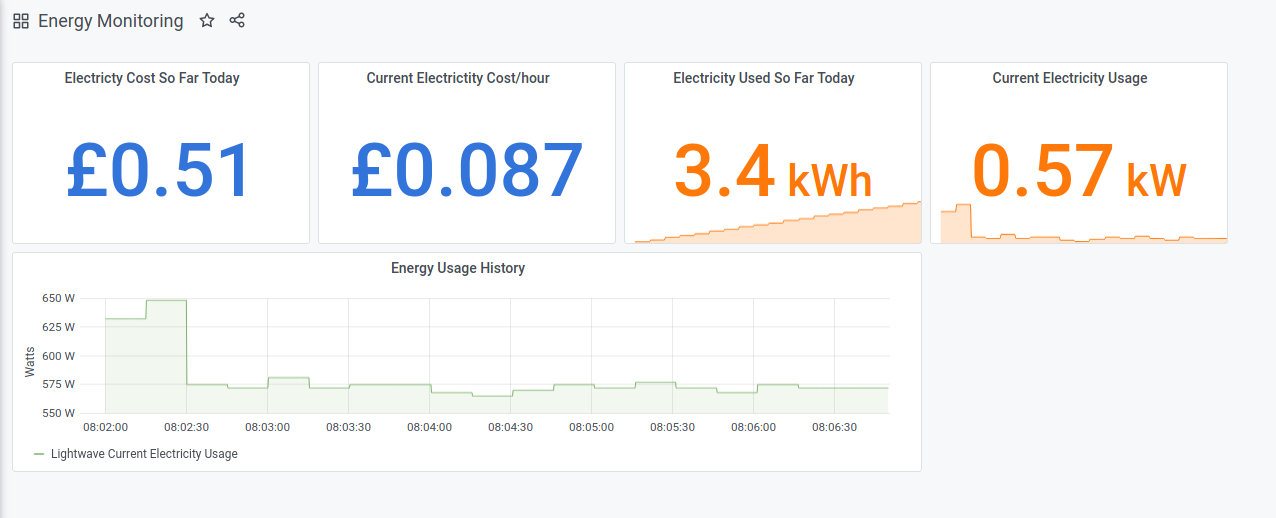 Energy Monitoring
Electricty Cost So Far Today
Current Electrictity Cost/hour
Electricity Used So Far Today
Current Electricity Usage
£0.51
£0.087
3.4 kWh
0.57 kW
Energy Usage History
Watts
650 W
625 W
600 W
575 W
550 W
08:02:00 08:02:30 08:03:00 08:03:30 08:04:00 08:04:30 08:05:00 08:05:30 08:06:00 08:06:30
Lightwave Current Electricity Usage